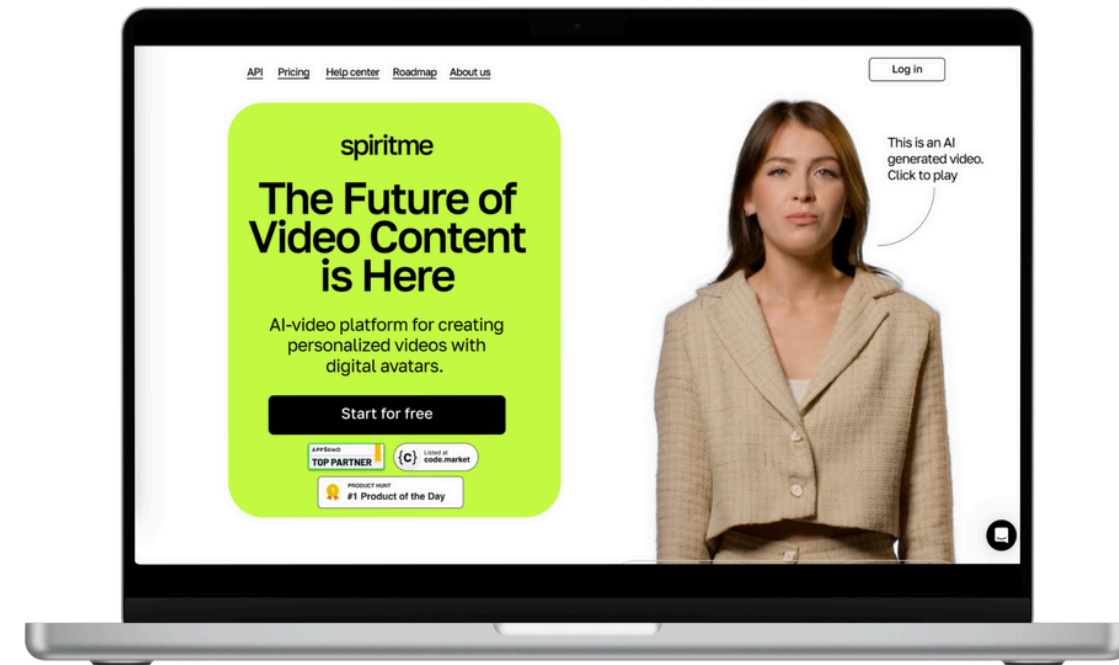 API Pricing Help center Roadmap About us
Log in
spiritme
The Future of
Video Content
is Here
AI-video platform for creating
personalized videos with
digital avatars.
Start for free
APPSUMO
TOP PARTNER
{C} Listed at
code.market
PRODUCT HUNT
#1 Product of the Day
This is an AI
generated video.
Click to play